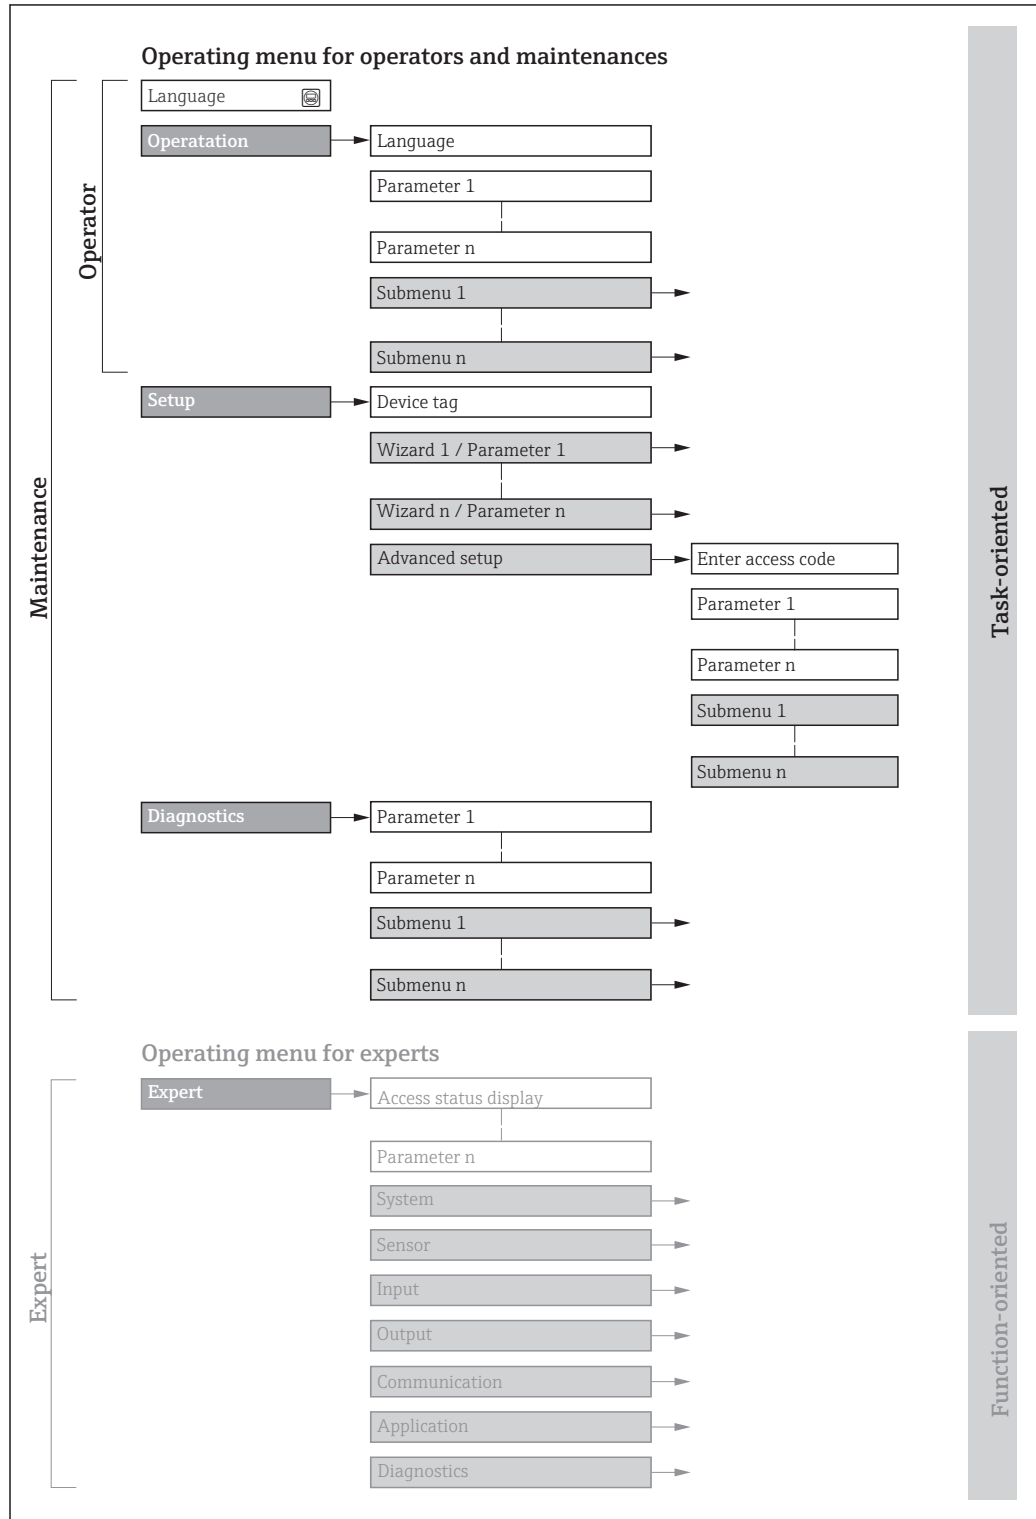 Operating menu for operators and maintenances
Language
Operatation
Language
Parameter 1
Parameter n
Submenu 1
Submenu n
Operator
Setup
Device tag
Wizard 1 / Parameter 1
Wizard n / Parameter n
Advanced setup
Enter access code
Parameter 1
Parameter n
Submenu 1
Submenu n
Maintenance
Task-oriented
Diagnostics
Parameter 1
Parameter n
Submenu 1
Submenu n
Operating menu for experts
Expert
Access status display
Parameter n
System
Sensor
Input
Output
Communication
Application
Diagnostics
Expert
Function-oriented